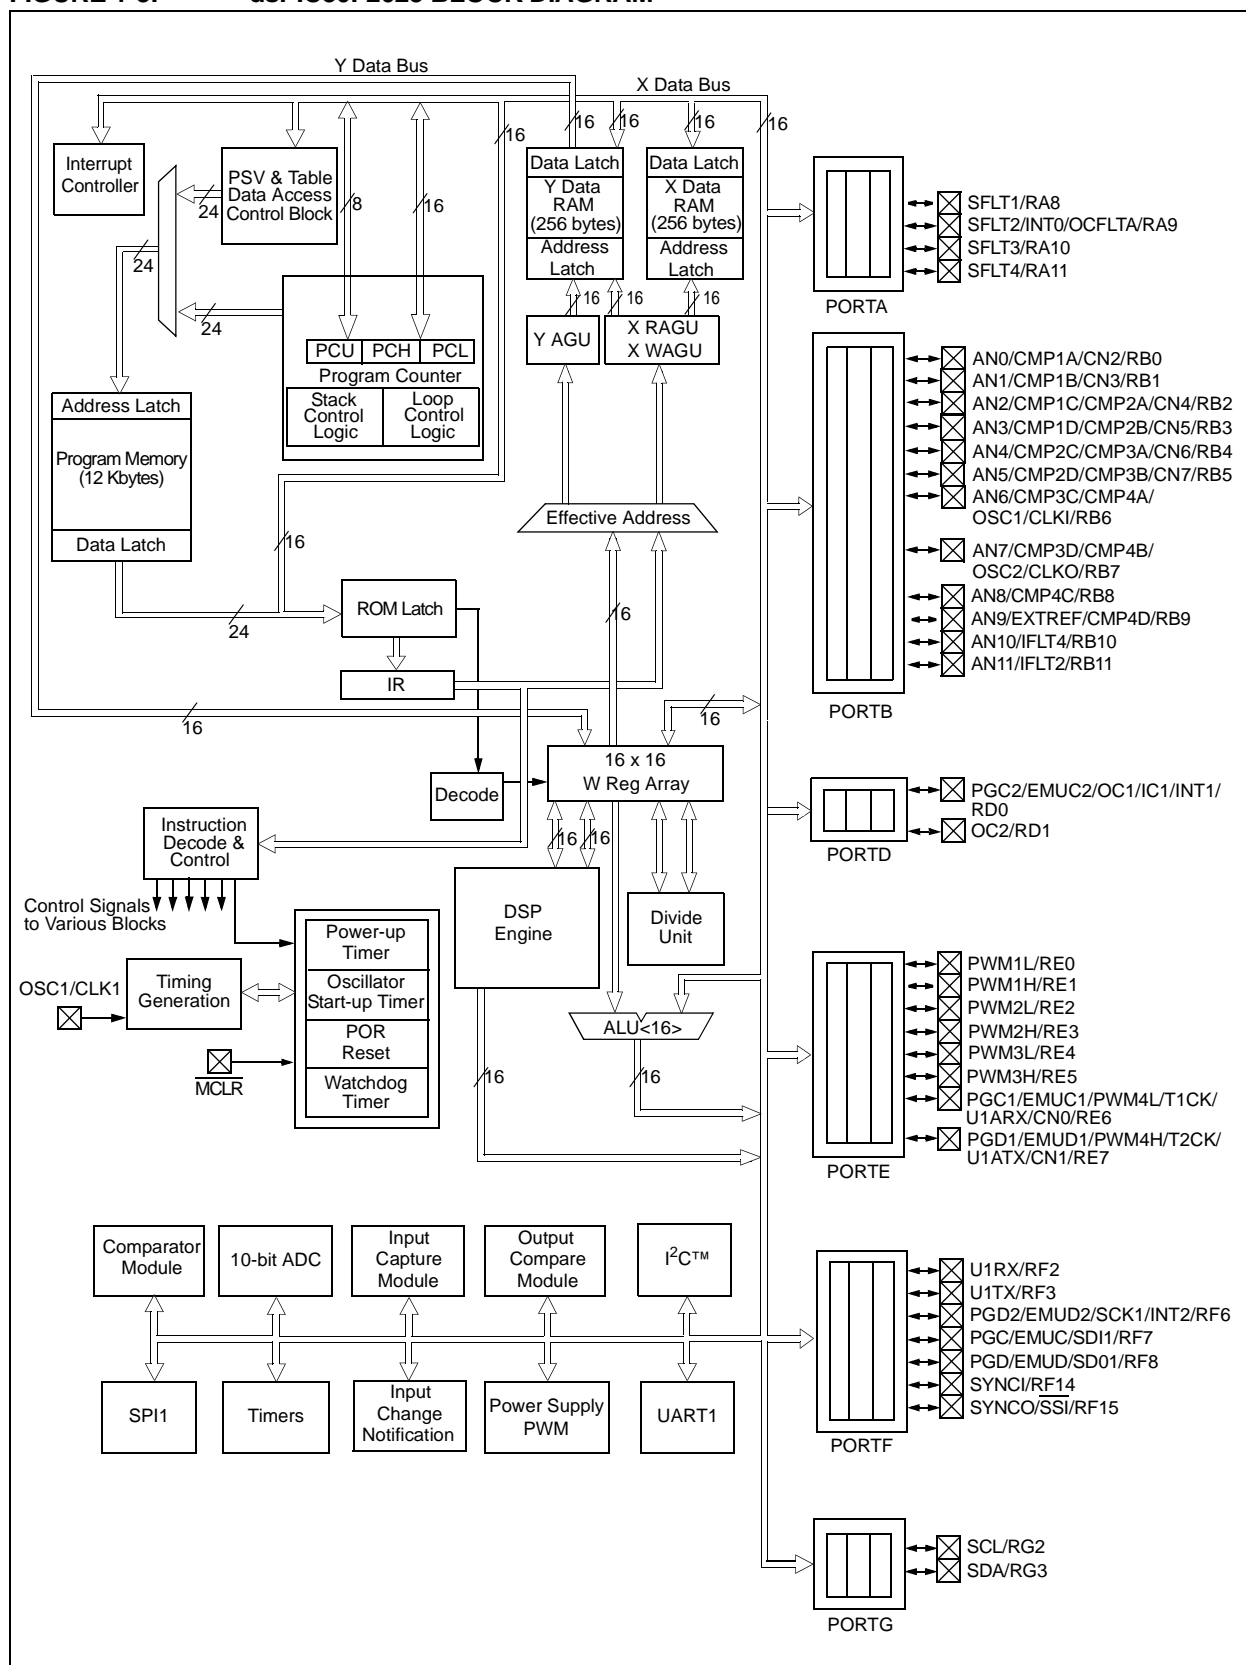 Y Data Bus
X Data Bus
16
16
16
16
16
Interrupt
Controller
PSV & Table
Data Access
Control Block
24
8
16
24
24
Data Latch
Y Data
RAM
(256 bytes)
Address
Latch
Data Latch
X Data
RAM
(256 bytes)
Address
Latch
16
16
16
Y AGU
X RAGU
X WAGU
PCU
PCH
PCL
Program Counter
Stack
Control
Logic
Loop
Control
Logic
Address Latch
Program Memory
(12 Kbytes)
Data Latch
Effective Address
16
24
ROM Latch
16
IR
16
16
16 x 16
W Reg Array
Decode
Instruction
Decode &
Control
16
16
Control Signals
to Various Blocks
DSP
Engine
Divide
Unit
Power-up
Timer
Oscillator
Start-up Timer
POR
Reset
Watchdog
Timer
OSC1/CLK1
Timing
Generation
MCLR
ALU<16>
16
16
Comparator
Module
10-bit ADC
Input
Capture
Module
Output
Compare
Module
I2C™
SPI1
Timers
Input
Change
Notification
Power Supply
PWM
UART1
SFLT1/RA8
SFLT2/INT0/OCFLTA/RA9
SFLT3/RA10
SFLT4/RA11
PORTA
AN0/CMP1A/CN2/RB0
AN1/CMP1B/CN3/RB1
AN2/CMP1C/CMP2A/CN4/RB2
AN3/CMP1D/CMP2B/CN5/RB3
AN4/CMP2C/CMP3A/CN6/RB4
AN5/CMP2D/CMP3B/CN7/RB5
AN6/CMP3C/CMP4A/
OSC1/CLKI/RB6
AN7/CMP3D/CMP4B/
OSC2/CLKO/RB7
AN8/CMP4C/RB8
AN9/EXTREF/CMP4D/RB9
AN10/IFLT4/RB10
AN11/IFLT2/RB11
PORTB
PGC2/EMUC2/OC1/IC1/INT1/
RD0
OC2/RD1
PORTD
PWM1L/RE0
PWM1H/RE1
PWM2L/RE2
PWM2H/RE3
PWM3L/RE4
PWM3H/RE5
PGC1/EMUC1/PWM4L/T1CK/
U1ARX/CN0/RE6
PGD1/EMUD1/PWM4H/T2CK/
U1ATX/CN1/RE7
PORTE
U1RX/RF2
U1TX/RF3
PGD2/EMUD2/SCK1/INT2/RF6
PGC/EMUC/SDI1/RF7
PGD/EMUD/SD01/RF8
SYNCI/RF14
SYNCO/SSI/RF15
PORTF
SCL/RG2
SDA/RG3
PORTG